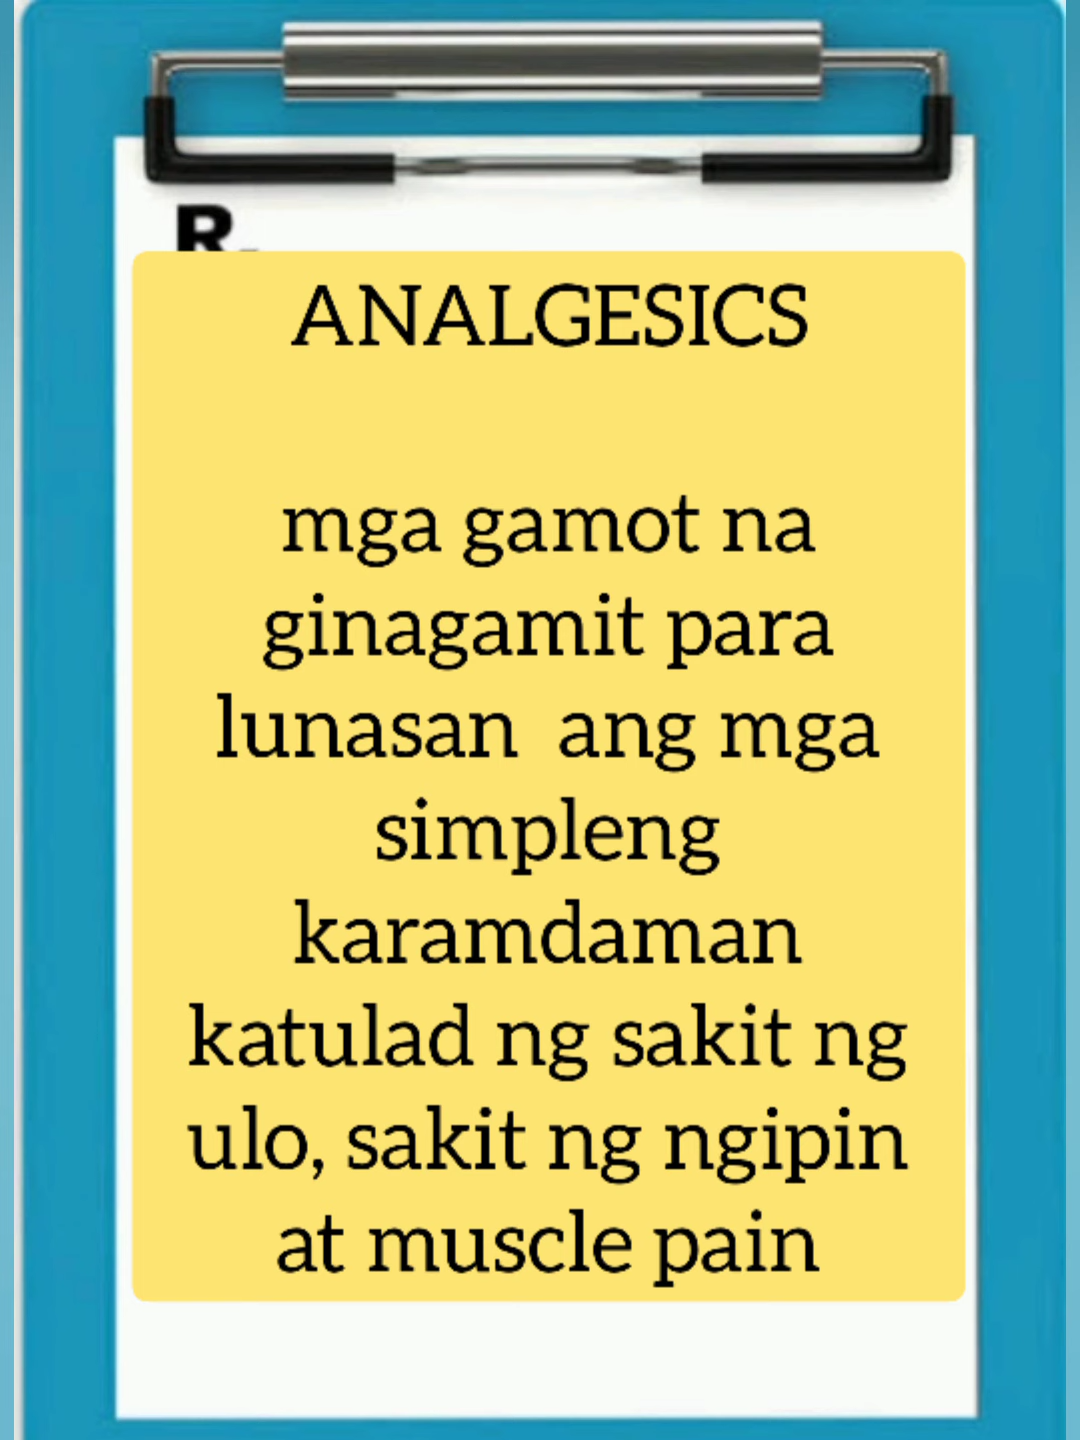 R
ANALGESICS
mga gamot na
ginagamit para
lunasan ang mga
simpleng
karamdaman
katulad ng sakit ng
ulo, sakit ng ngipin
at muscle pain